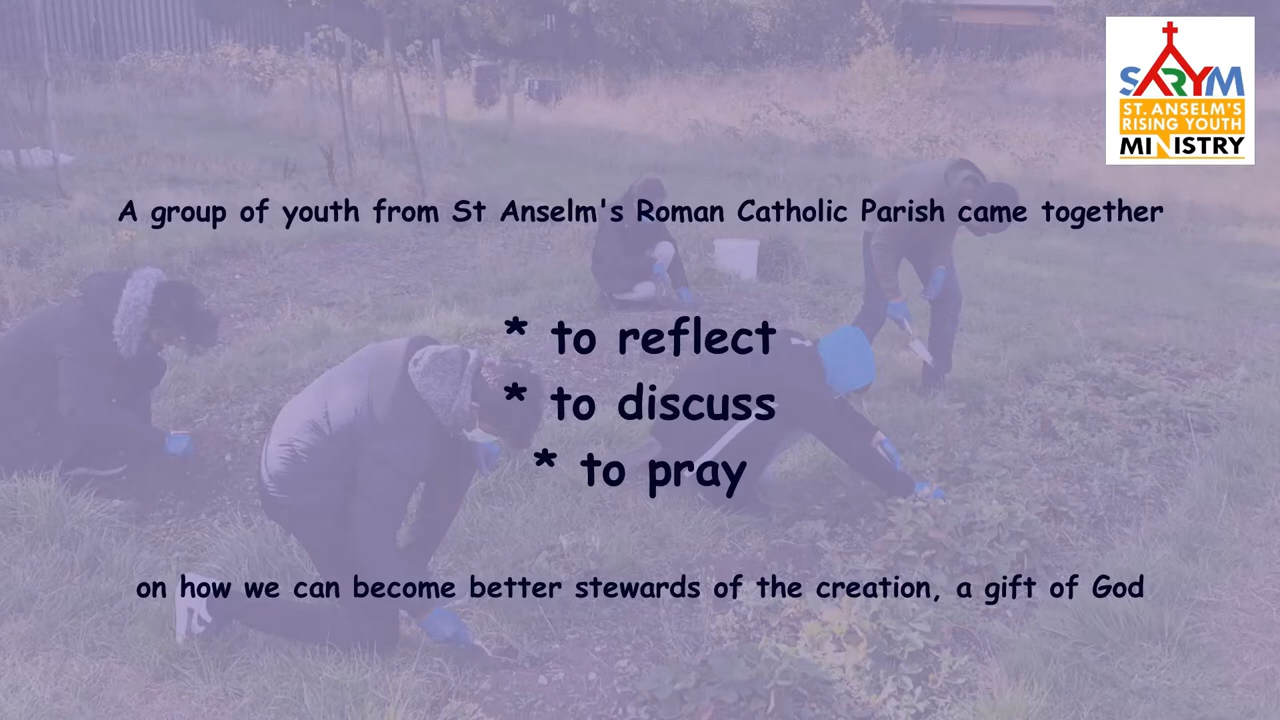 SARYM
ST. ANSELM'S
RISING YOUTH
MINISTRY
A group of youth from St Anselm's Roman Catholic Parish came together
* to reflect
* to discuss
* to pray
on how we can become better stewards of the creation, a gift of God